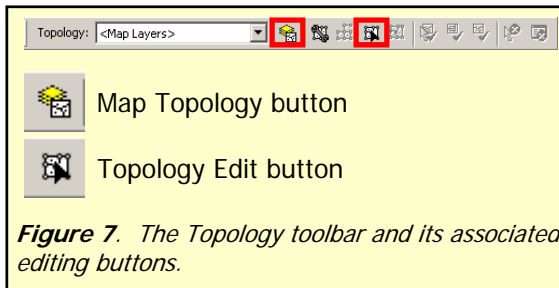 Topology: <Map Layers>
Map Topology button
Topology Edit button
Figure 7. The Topology toolbar and its associated
editing buttons.